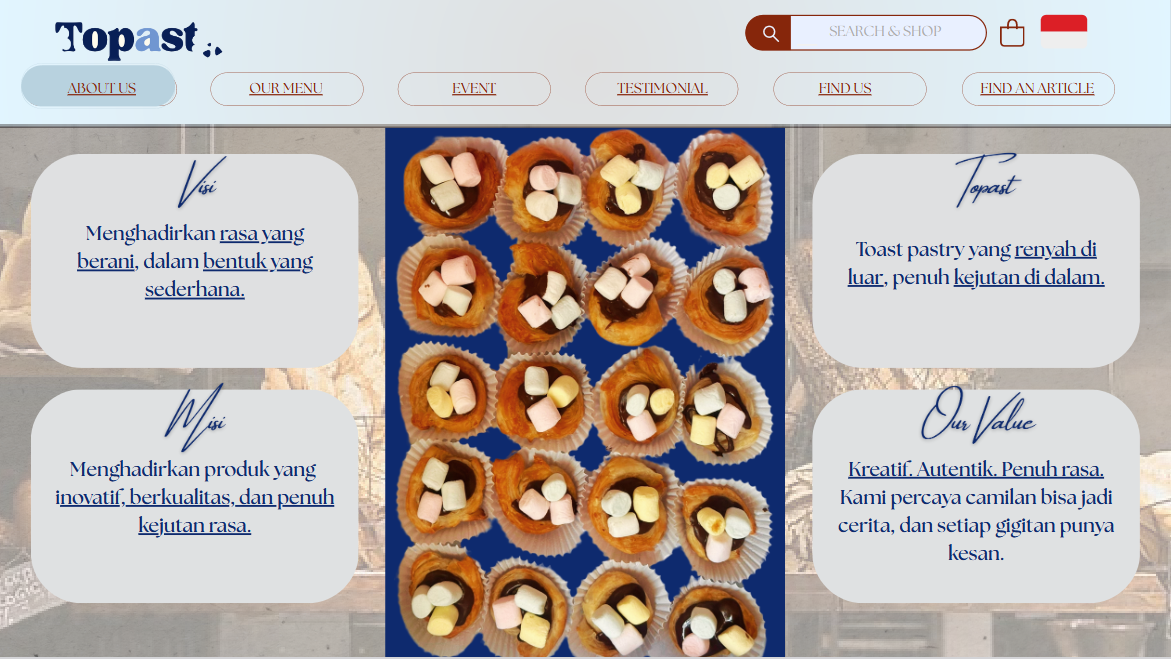 Topast
SEARCH & SHOP
ABOUT US
OUR MENU
EVENT
TESTIMONIAL
FIND US
FIND AN ARTICLE
Visi
Menghadirkan rasa yang
berani, dalam bentuk yang
sederhana.
Misi
Menghadirkan produk yang
inovatif, berkualitas, dan penuh
kejutan rasa.
Topast
Toast pastry yang renyah di
luar, penuh kejutan di dalam.
Our Value
Kreatif. Autentik. Penuh rasa.
Kami percaya camilan bisa jadi
cerita, dan setiap gigitan punya
kesan.